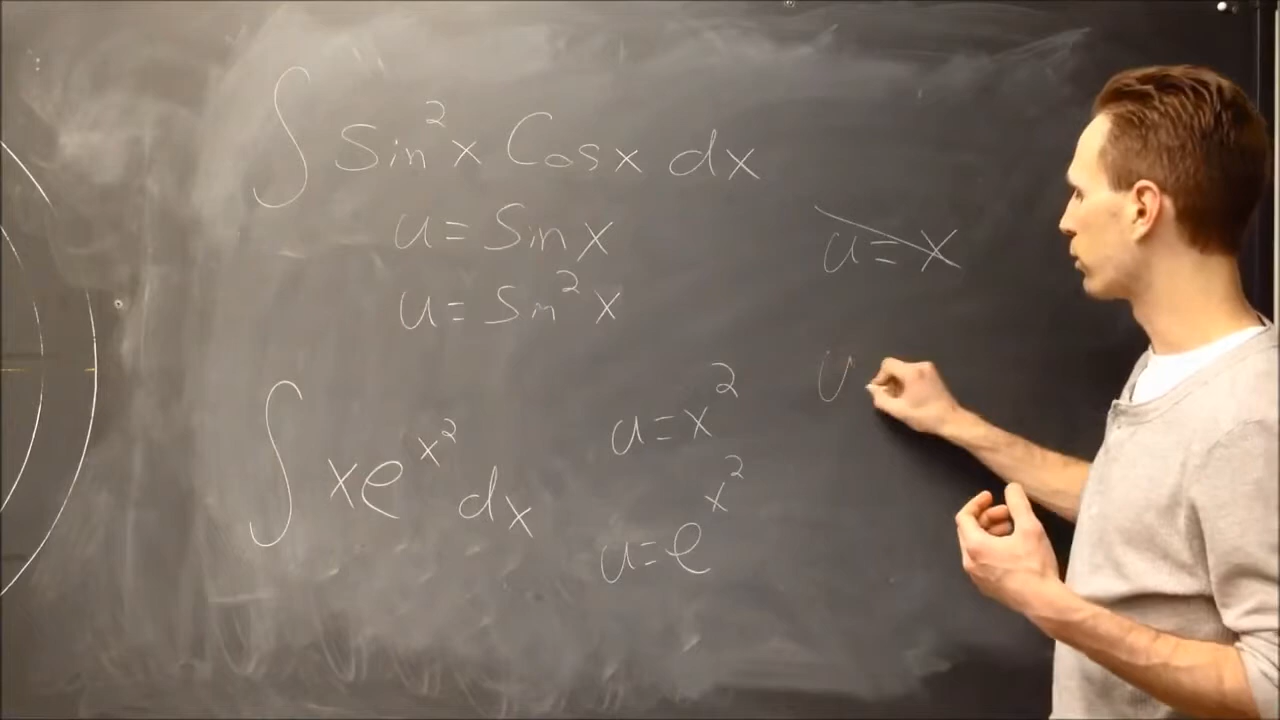 ∫ Sin²x Cosx dx
u = Sin x
u = Sin²x
u = x
∫ xe^x² dx
u = x²
u = e^x²
u